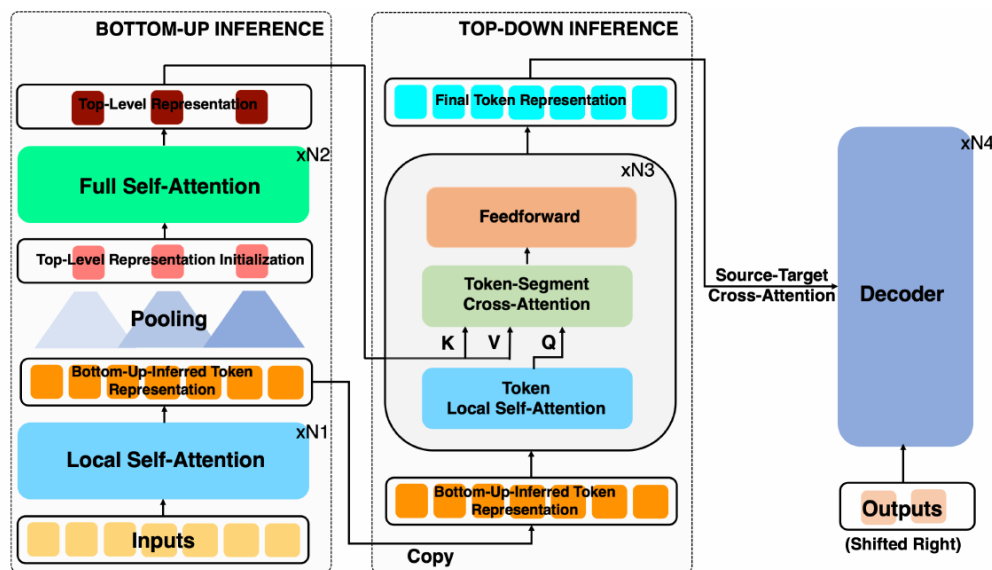 BOTTOM-UP INFERENCE
Top-Level Representation
xN2
Full Self-Attention
Top-Level Representation Initialization
Pooling
Bottom-Up-Inferred Token
Representation
xN1
Local Self-Attention
Inputs
Copy
TOP-DOWN INFERENCE
Final Token Representation
xN3
Feedforward
Token-Segment
Cross-Attention
K
V
Q
Token
Local Self-Attention
Bottom-Up-Inferred Token
Representation
Source-Target
Cross-Attention
xN4
Decoder
Outputs
(Shifted Right)